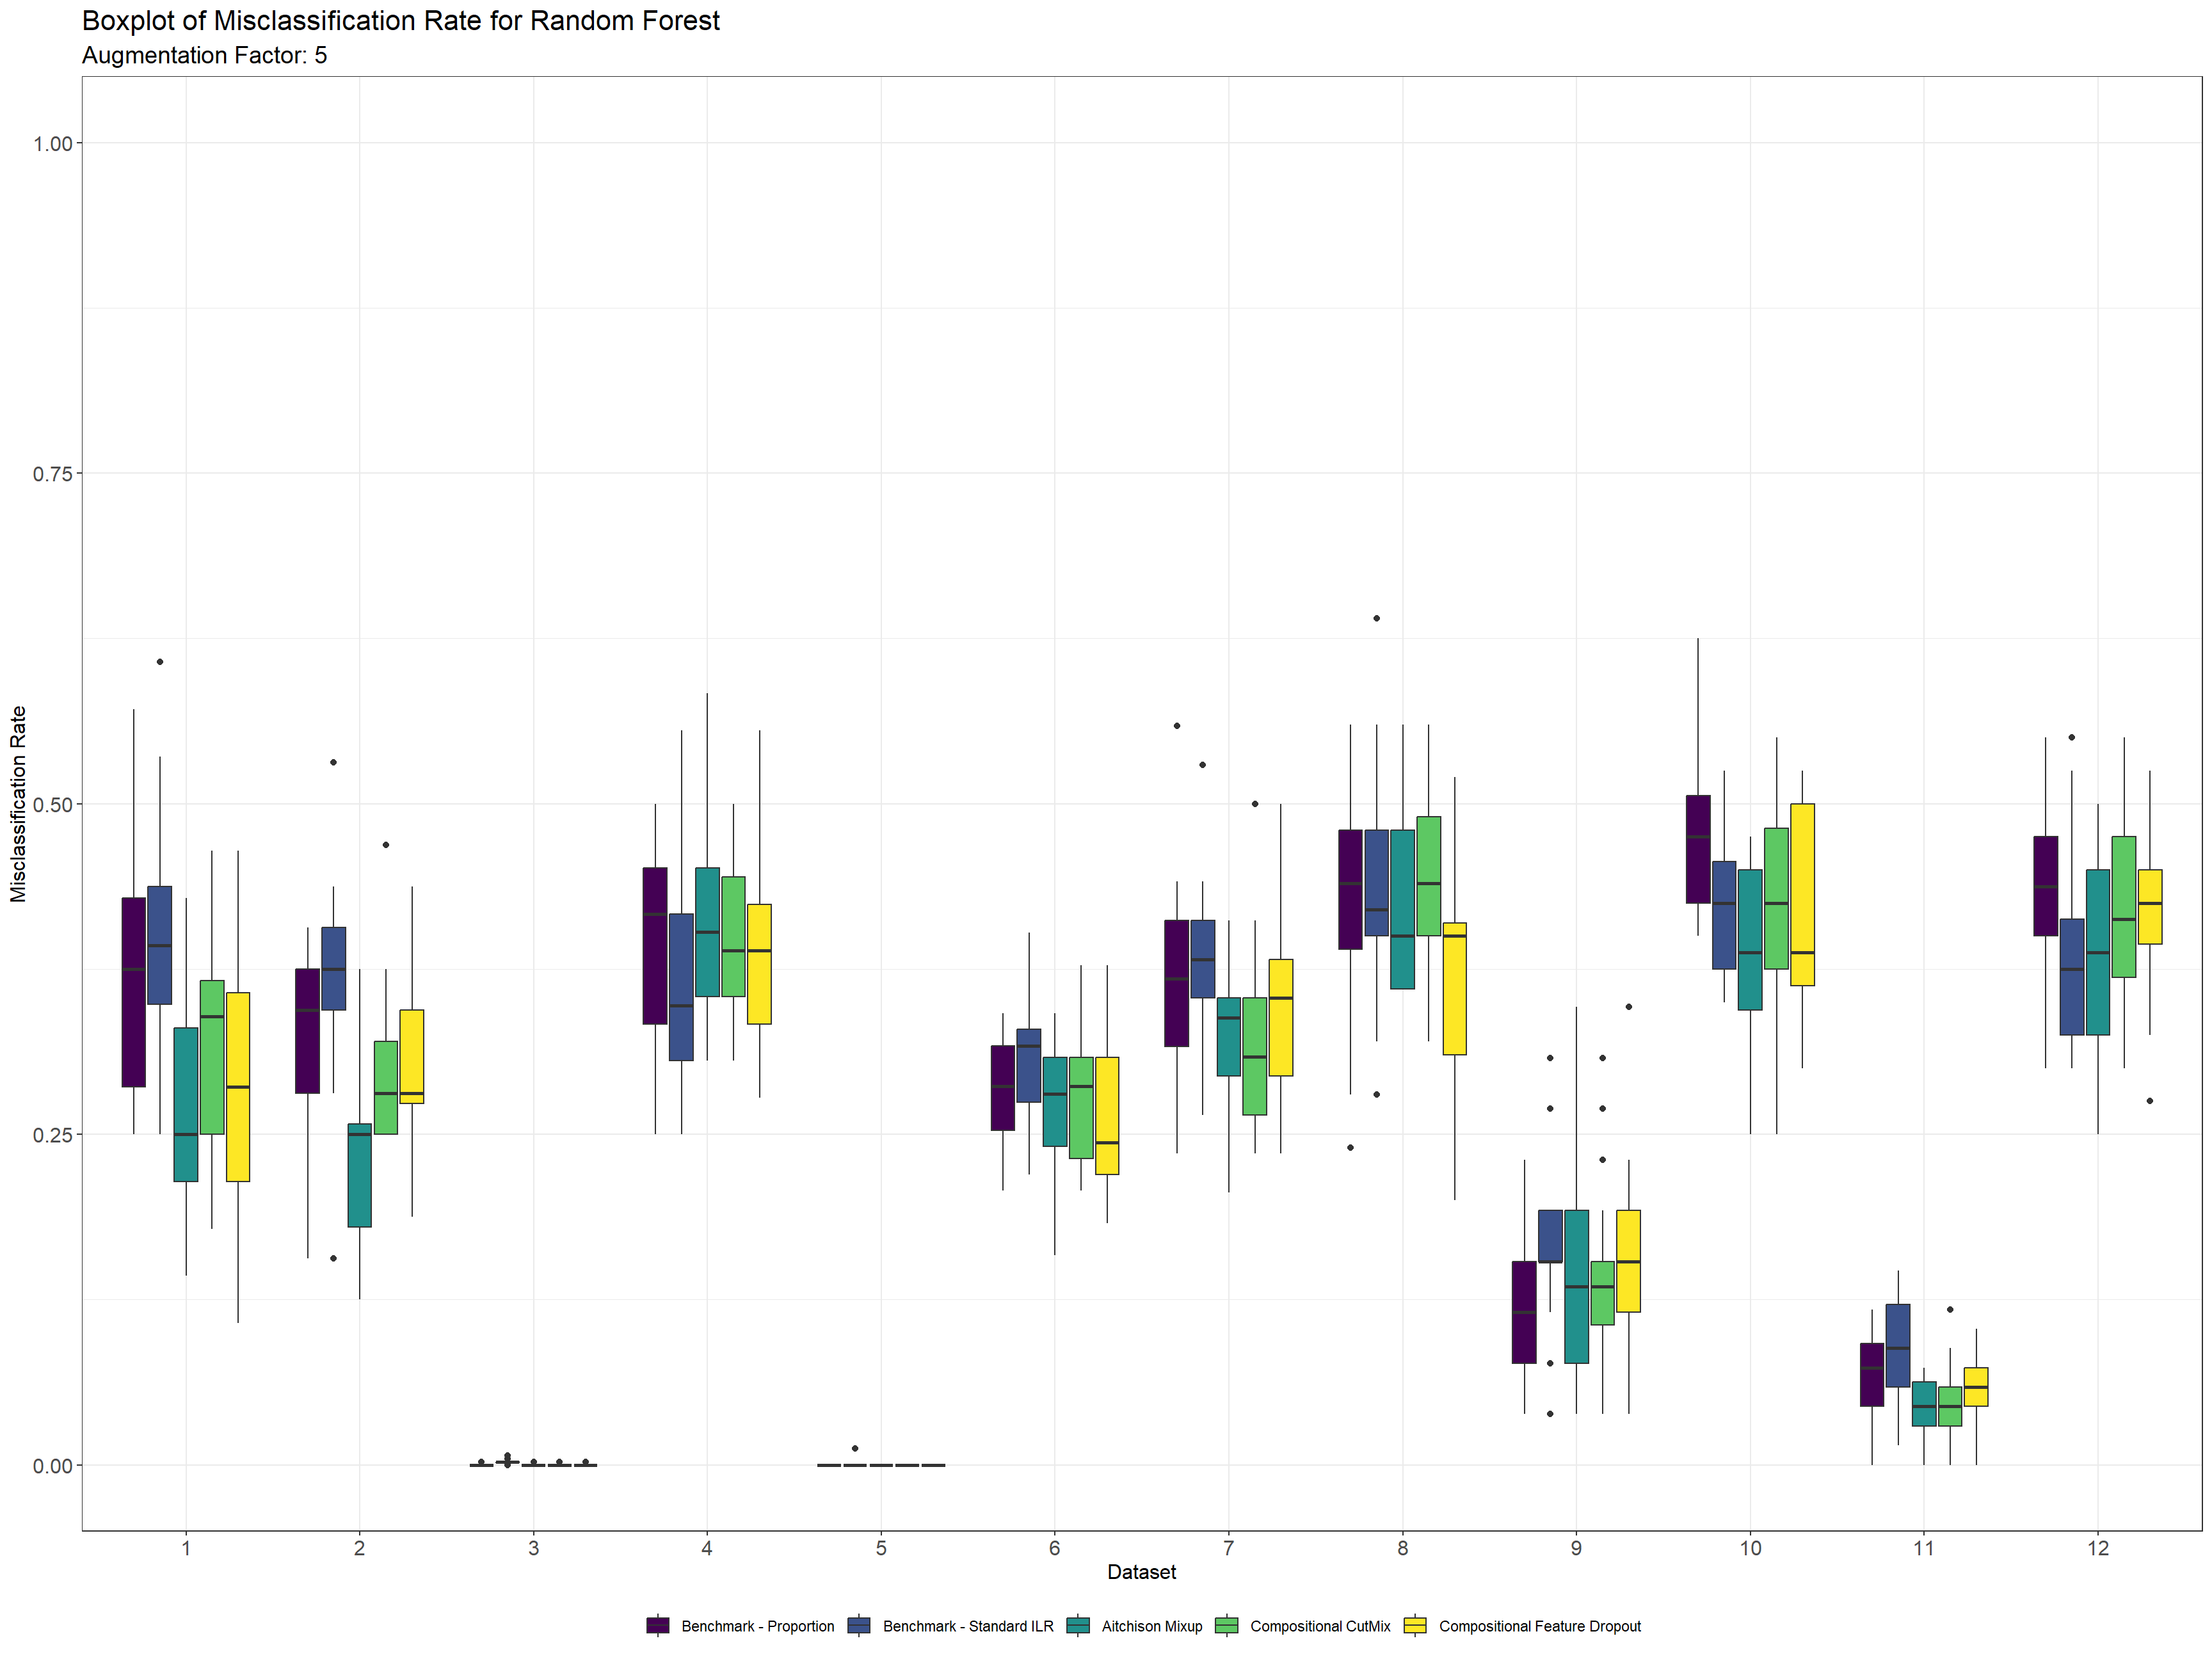 Boxplot of Misclassification Rate for Random Forest
Augmentation Factor: 5
Misclassification Rate
1.00
0.75
0.50
0.25
0.00
1 2 3 4 5 6 7 8 9 10 11 12
Dataset
Benchmark - Proportion Benchmark - Standard ILR Aitchison Mixup Compositional CutMix Compositional Feature Dropout